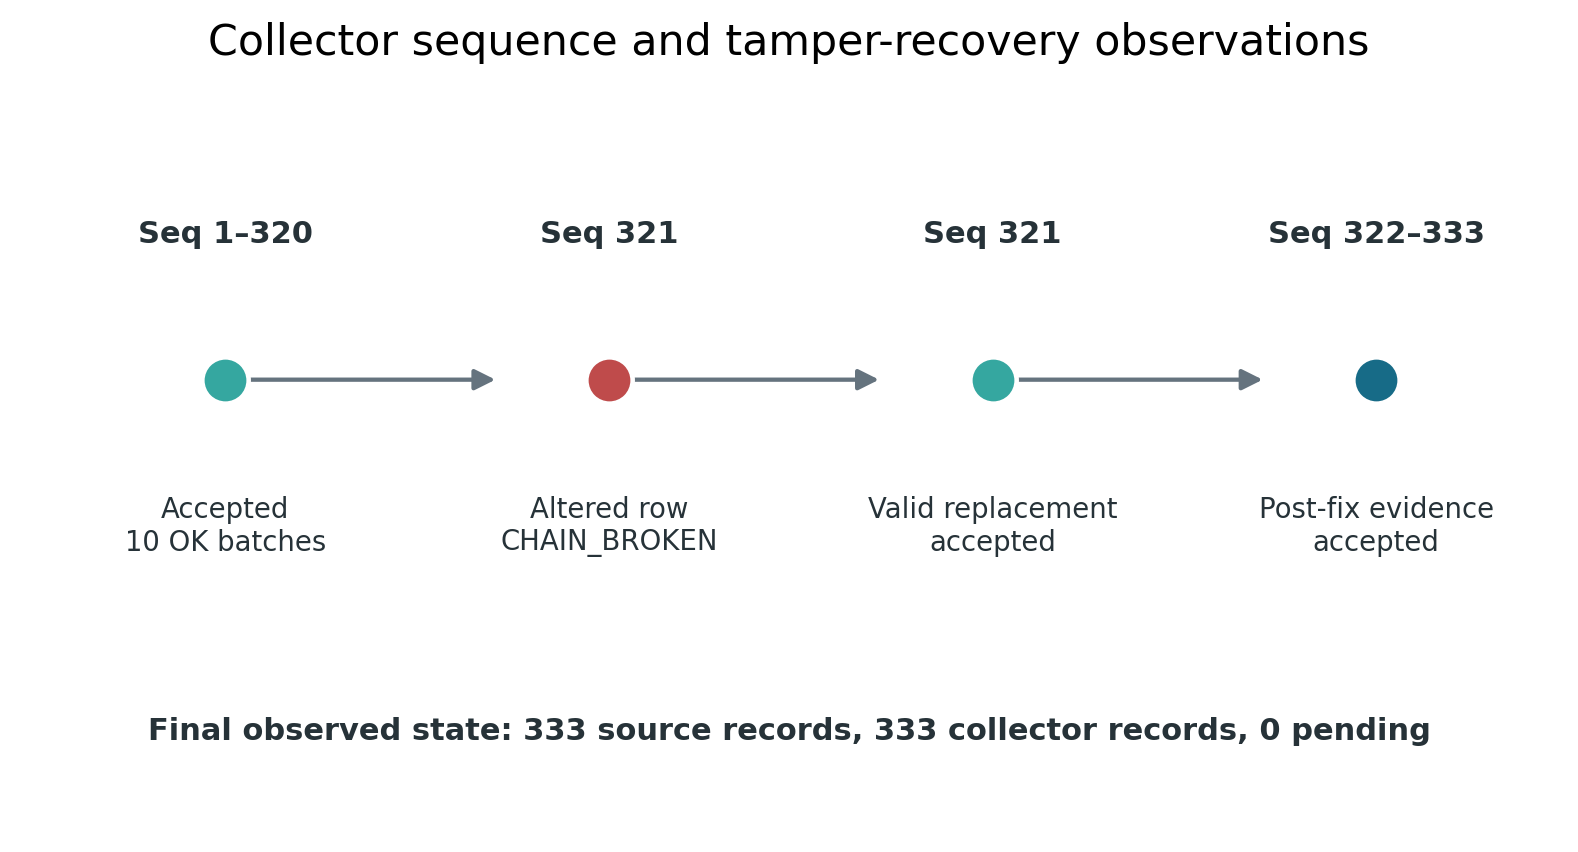 Collector sequence and tamper-recovery observations
Seq 1–320
Seq 321
Seq 321
Seq 322–333
Accepted
10 OK batches
Altered row
CHAIN_BROKEN
Valid replacement
accepted
Post-fix evidence
accepted
Final observed state: 333 source records, 333 collector records, 0 pending